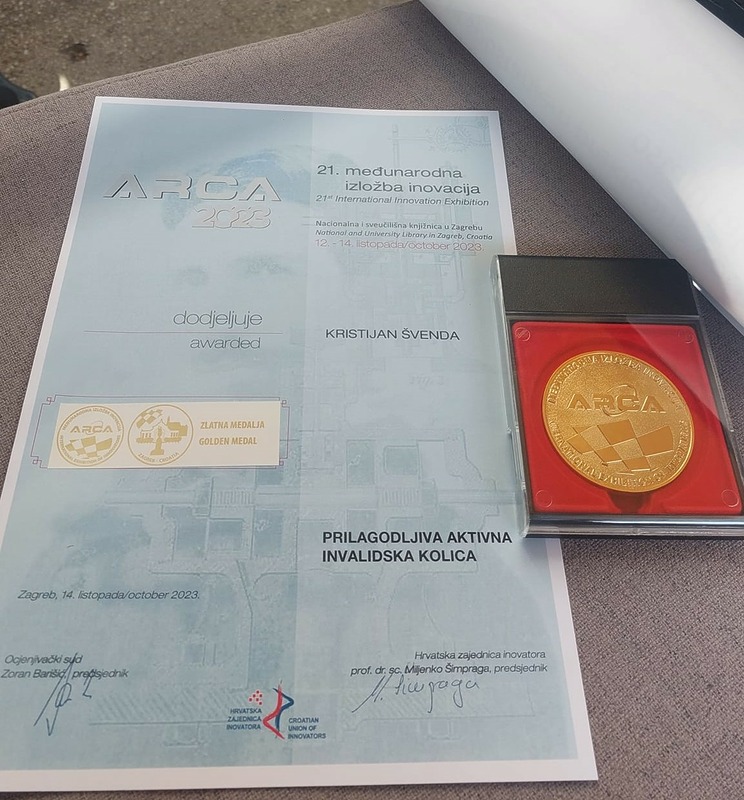 ARCA
2023
21. međunarodna
izložba inovacija
21st International Innovation Exhibition
Nacionalna i sveučilišna knjižnica u Zagrebu
National and University Library in Zagreb, Croatia
12. - 14. listopada/october 2023.
dodjeljuje
awarded
KRISTIJAN ŠVENDA
ARCA
ZAGREB - CROATIA
ZLATNA MEDALJA
GOLDEN MEDAL
ARCA
PRILAGODLJIVA AKTIVNA
INVALIDSKA KOLICA
Zagreb, 14. listopada/october 2023.
Ocjenjivački sud
Zoran Barišić, predsjednik
Hrvatska zajednica inovatora
prof. dr. sc. Miljenko Šimpraga, predsjednik
HRVATSKA
ZAJEDNICA
INOVATORA
CROATIAN
UNION OF
INNOVATORS